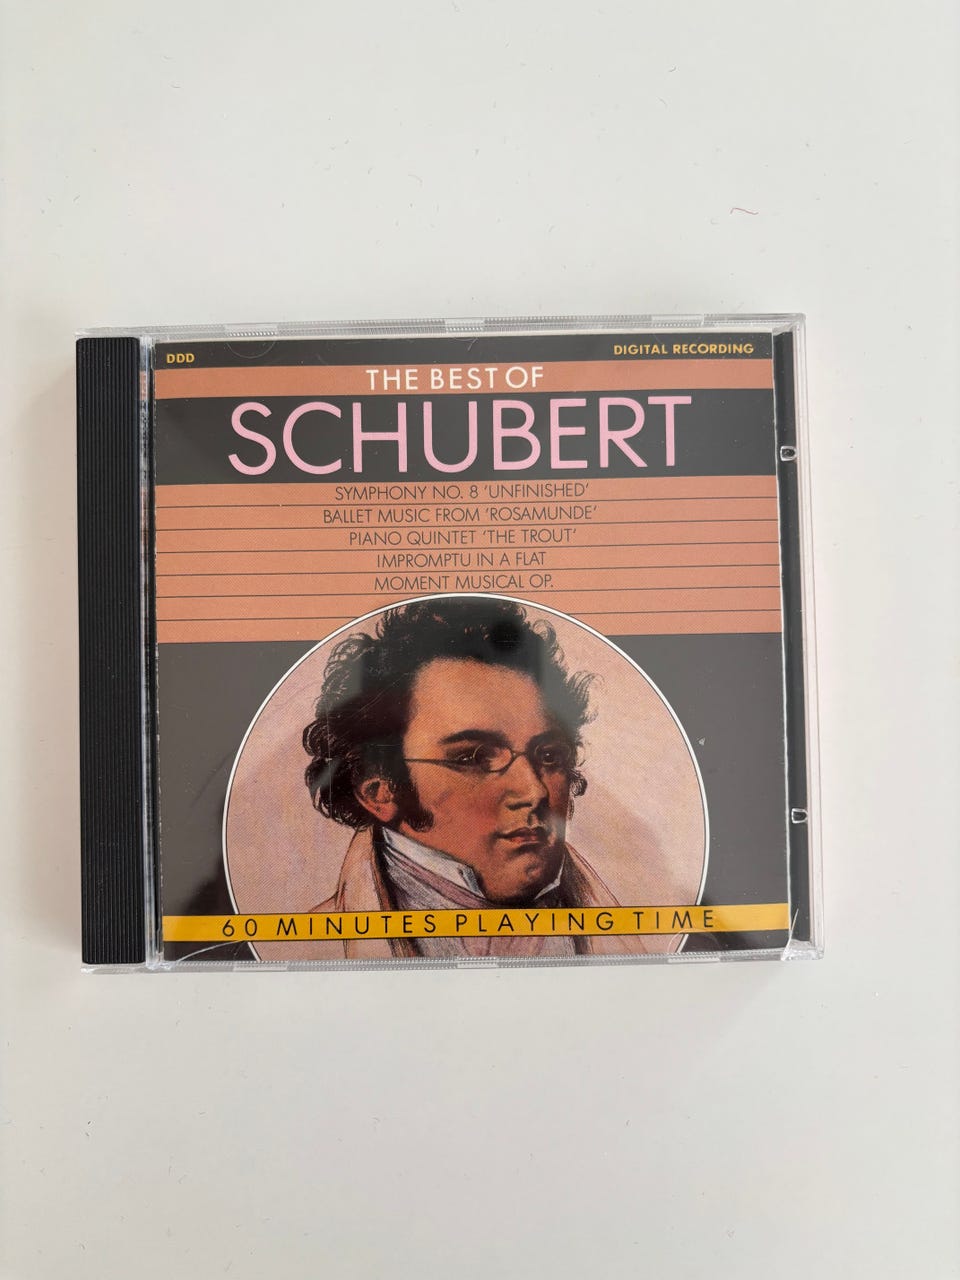 DDD
DIGITAL RECORDING
THE BEST OF
SCHUBERT
SYMPHONY NO. 8 'UNFINISHED'
BALLET MUSIC FROM 'ROSAMUNDE'
PIANO QUINTET 'THE TROUT'
IMPROMPTU IN A FLAT
MOMENT MUSICAL OP.
60 MINUTES PLAYING TIME